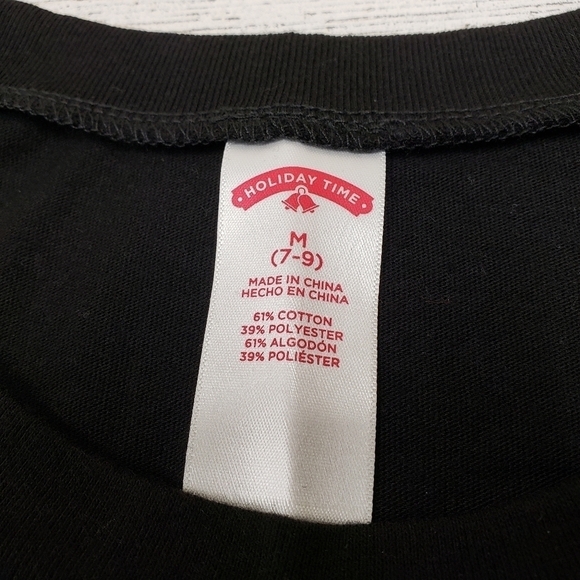 HOLIDAY TIME
M
(7-9)
MADE IN CHINA
HECHO EN CHINA
61% COTTON
39% POLYESTER
61% ALGODÓN
39% POLIÉSTER